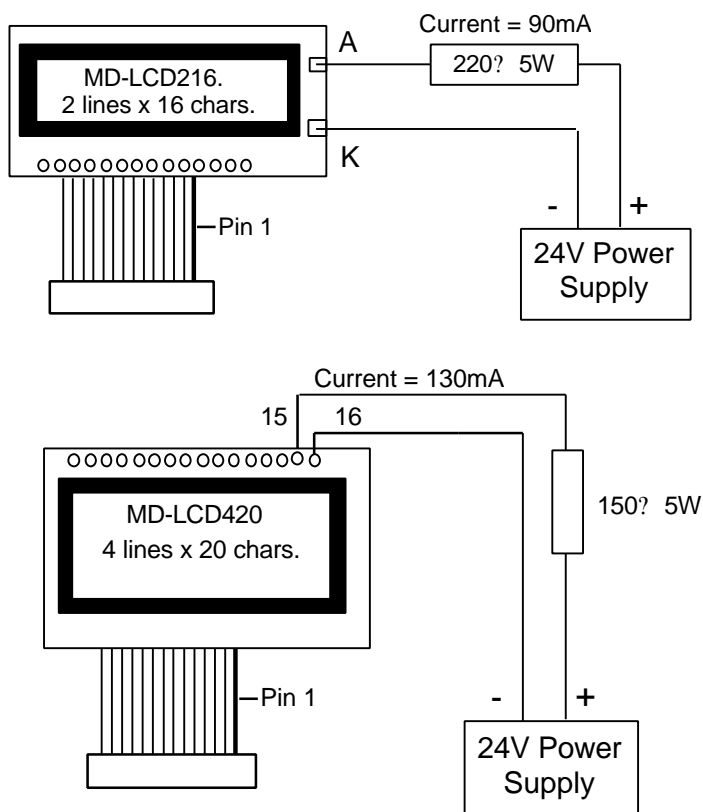 Current = 90mA
A
220? 5W
MD-LCD216.
2 lines x 16 chars.
K
- +
Pin 1
24V Power
Supply
Current = 130mA
15 16
MD-LCD420
4 lines x 20 chars.
150? 5W
Pin 1
- +
24V Power
Supply